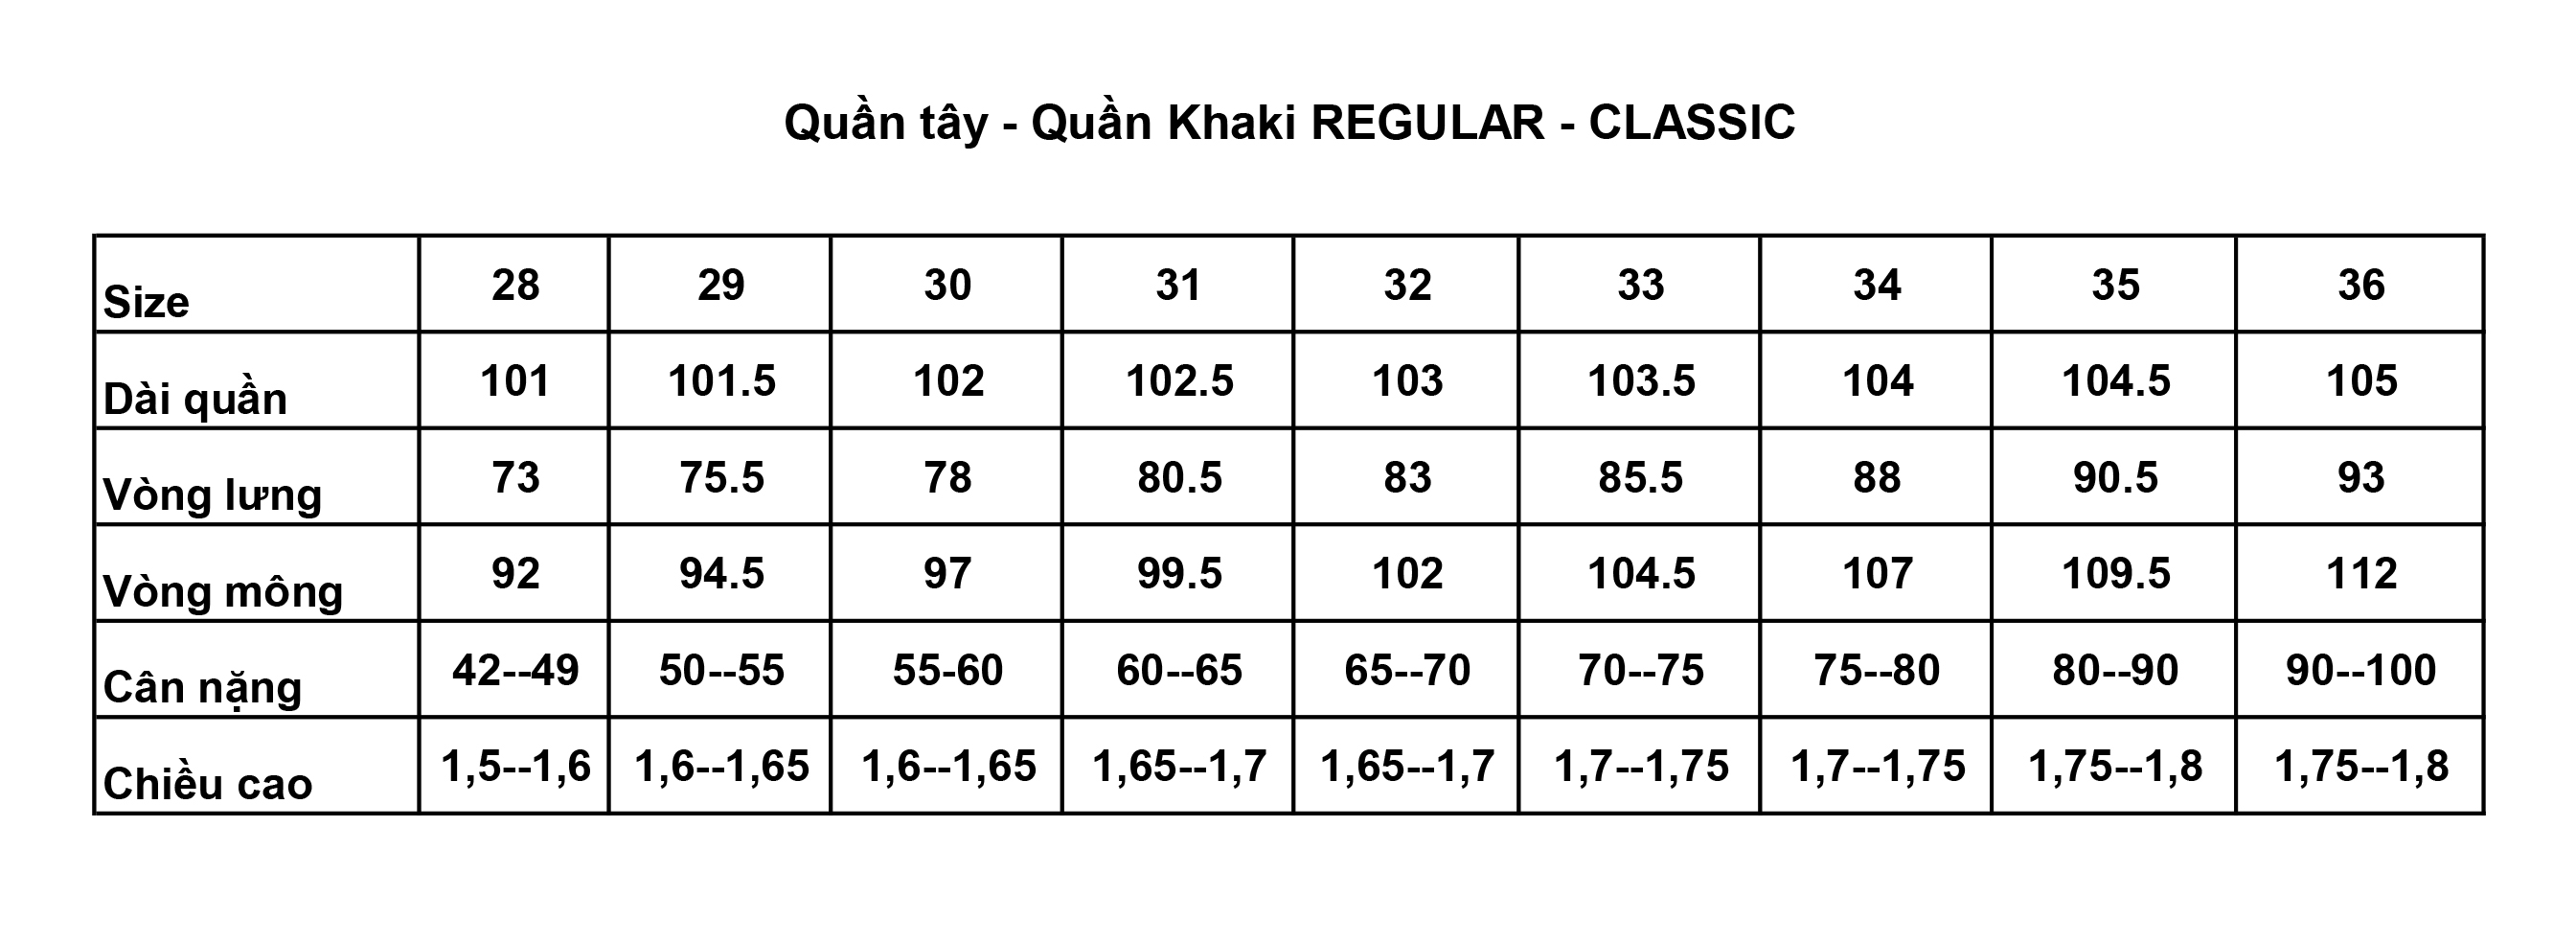 Quần tây - Quần Khaki REGULAR - CLASSIC
Size 28 29 30 31 32 33 34 35 36
Dài quần 101 101.5 102 102.5 103 103.5 104 104.5 105
Vòng lưng 73 75.5 78 80.5 83 85.5 88 90.5 93
Vòng mông 92 94.5 97 99.5 102 104.5 107 109.5 112
Cân nặng 42--49 50--55 55-60 60--65 65--70 70--75 75--80 80--90 90--100
Chiều cao 1,5--1,6 1,6--1,65 1,6--1,65 1,65--1,7 1,65--1,7 1,7--1,75 1,7--1,75 1,75--1,8 1,75--1,8